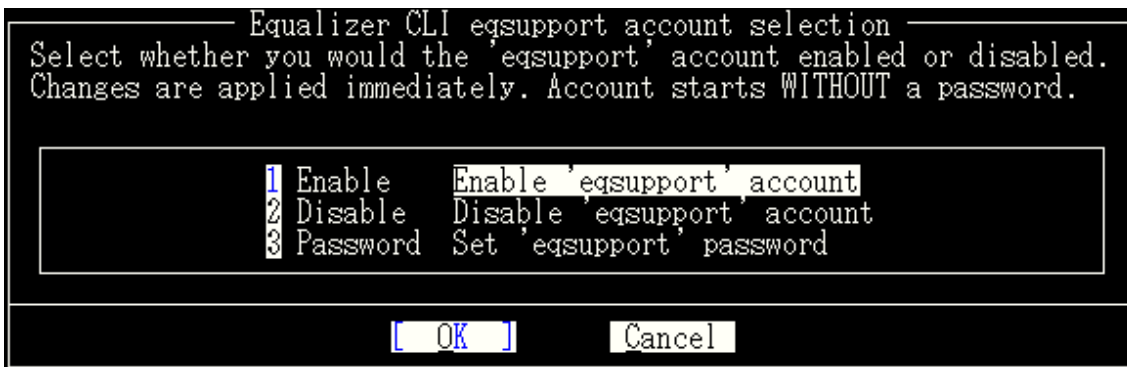 Equalizer CLI eqsupport account selection
Select whether you would the 'eqsupport' account enabled or disabled.
Changes are applied immediately. Account starts WITHOUT a password.
1 Enable Enable 'eqsupport' account
2 Disable Disable 'eqsupport' account
3 Password Set 'eqsupport' password
[ OK ] Cancel